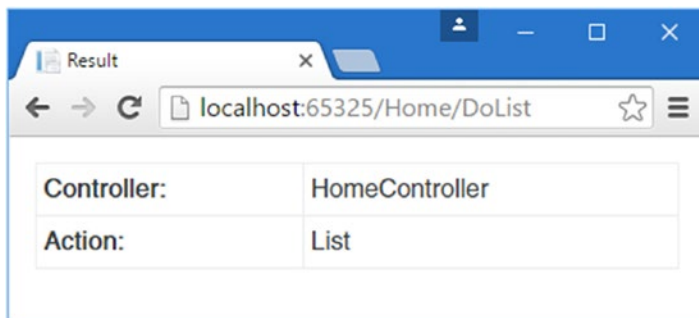 Result
localhost:65325/Home/DoList
Controller: HomeController
Action: List